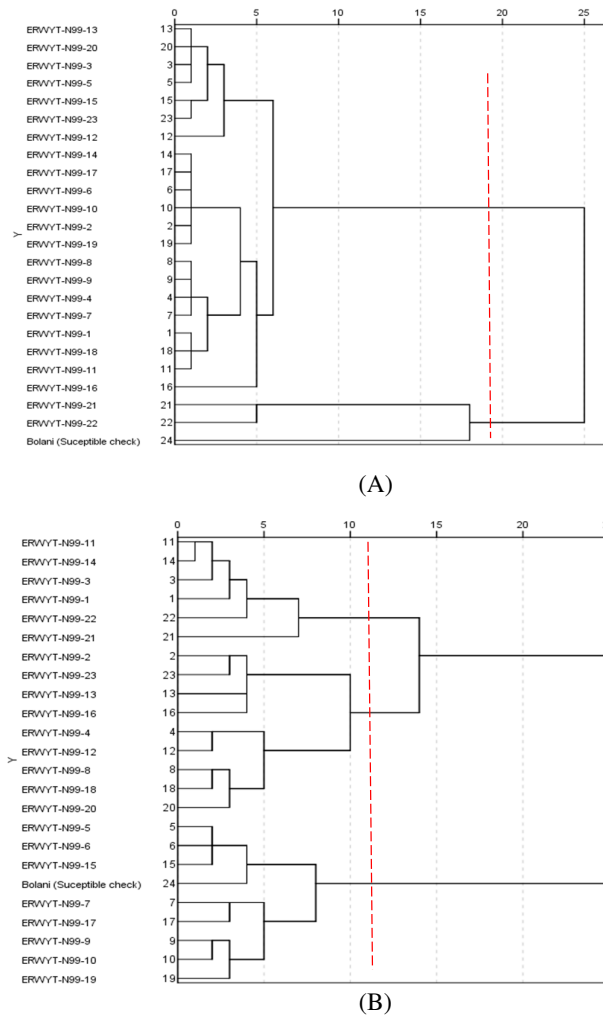 (A)
0 5 10 15 20 25
ERWYT-N99-13 13
ERWYT-N99-20 20
ERWYT-N99-3 3
ERWYT-N99-5 5
ERWYT-N99-15 15
ERWYT-N99-23 23
ERWYT-N99-12 12
ERWYT-N99-14 14
ERWYT-N99-17 17
ERWYT-N99-6 6
ERWYT-N99-10 10
Y
ERWYT-N99-2 2
ERWYT-N99-19 19
ERWYT-N99-8 8
ERWYT-N99-9 9
ERWYT-N99-4 4
ERWYT-N99-7 7
ERWYT-N99-1 1
ERWYT-N99-18 18
ERWYT-N99-11 11
ERWYT-N99-16 16
ERWYT-N99-21 21
ERWYT-N99-22 22
Bolani (Suceptible check) 24
(A)
0 5 10 15 20
ERWYT-N99-11 11
ERWYT-N99-14 14
ERWYT-N99-3 3
ERWYT-N99-1 1
ERWYT-N99-22 22
ERWYT-N99-21 21
ERWYT-N99-2 2
ERWYT-N99-23 23
ERWYT-N99-13 13
ERWYT-N99-16 16
ERWYT-N99-4 4
ERWYT-N99-12 12
Y
ERWYT-N99-8 8
ERWYT-N99-18 18
ERWYT-N99-20 20
ERWYT-N99-5 5
ERWYT-N99-6 6
ERWYT-N99-15 15
Bolani (Suceptible check) 24
ERWYT-N99-7 7
ERWYT-N99-17 17
ERWYT-N99-9 9
ERWYT-N99-10 10
ERWYT-N99-19 19
(B)